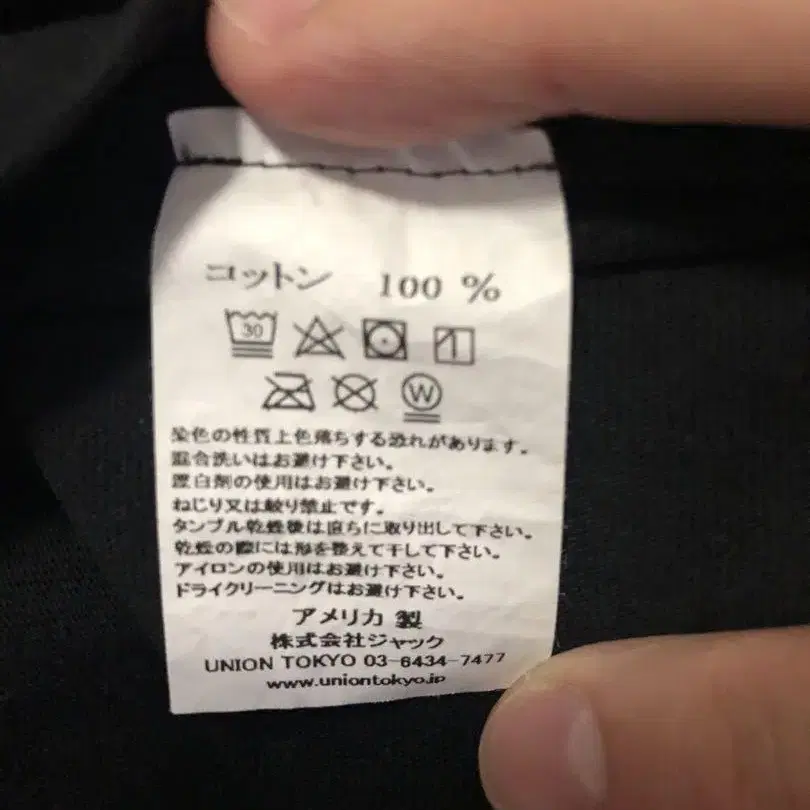 コットン 100 %
30
W
染色の性質上色落ちする恐れがあります。
混合洗いはお避け下さい。
漂白剤の使用はお避け下さい。
ねじり又は絞り禁止です。
タンブル乾燥後は直ちに取り出して下さい。
乾燥の際には形を整えて干して下さい。
アイロンの使用はお避け下さい。
ドライクリーニングはお避け下さい。
アメリカ 製
株式会社ジャック
UNION TOKYO 03-6434-7477
www.uniontokyo.jp